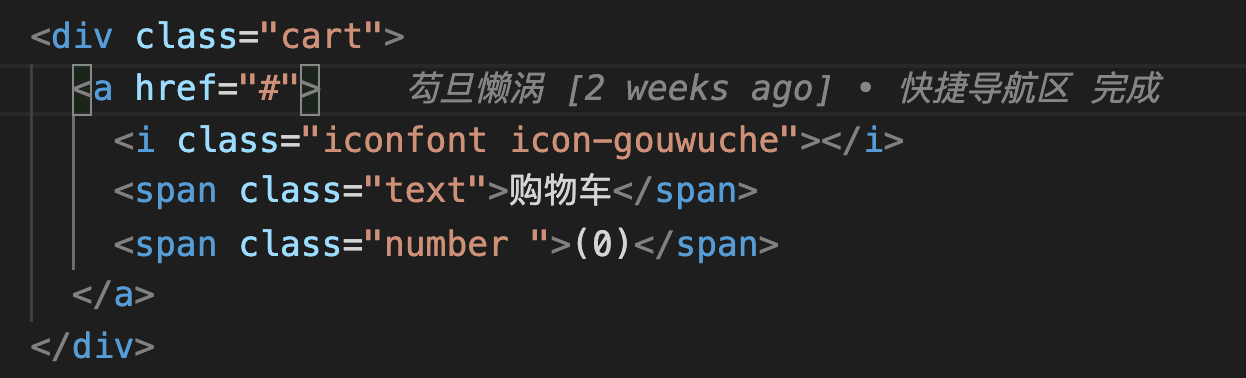 <div class="cart">
<a href="#">芶旦懒涡 [2 weeks ago] • 快捷导航区 完成
<i class="iconfont icon-gouwuche"></i>
<span class="text">购物车</span>
<span class="number ">(0)</span>
</a>
</div>